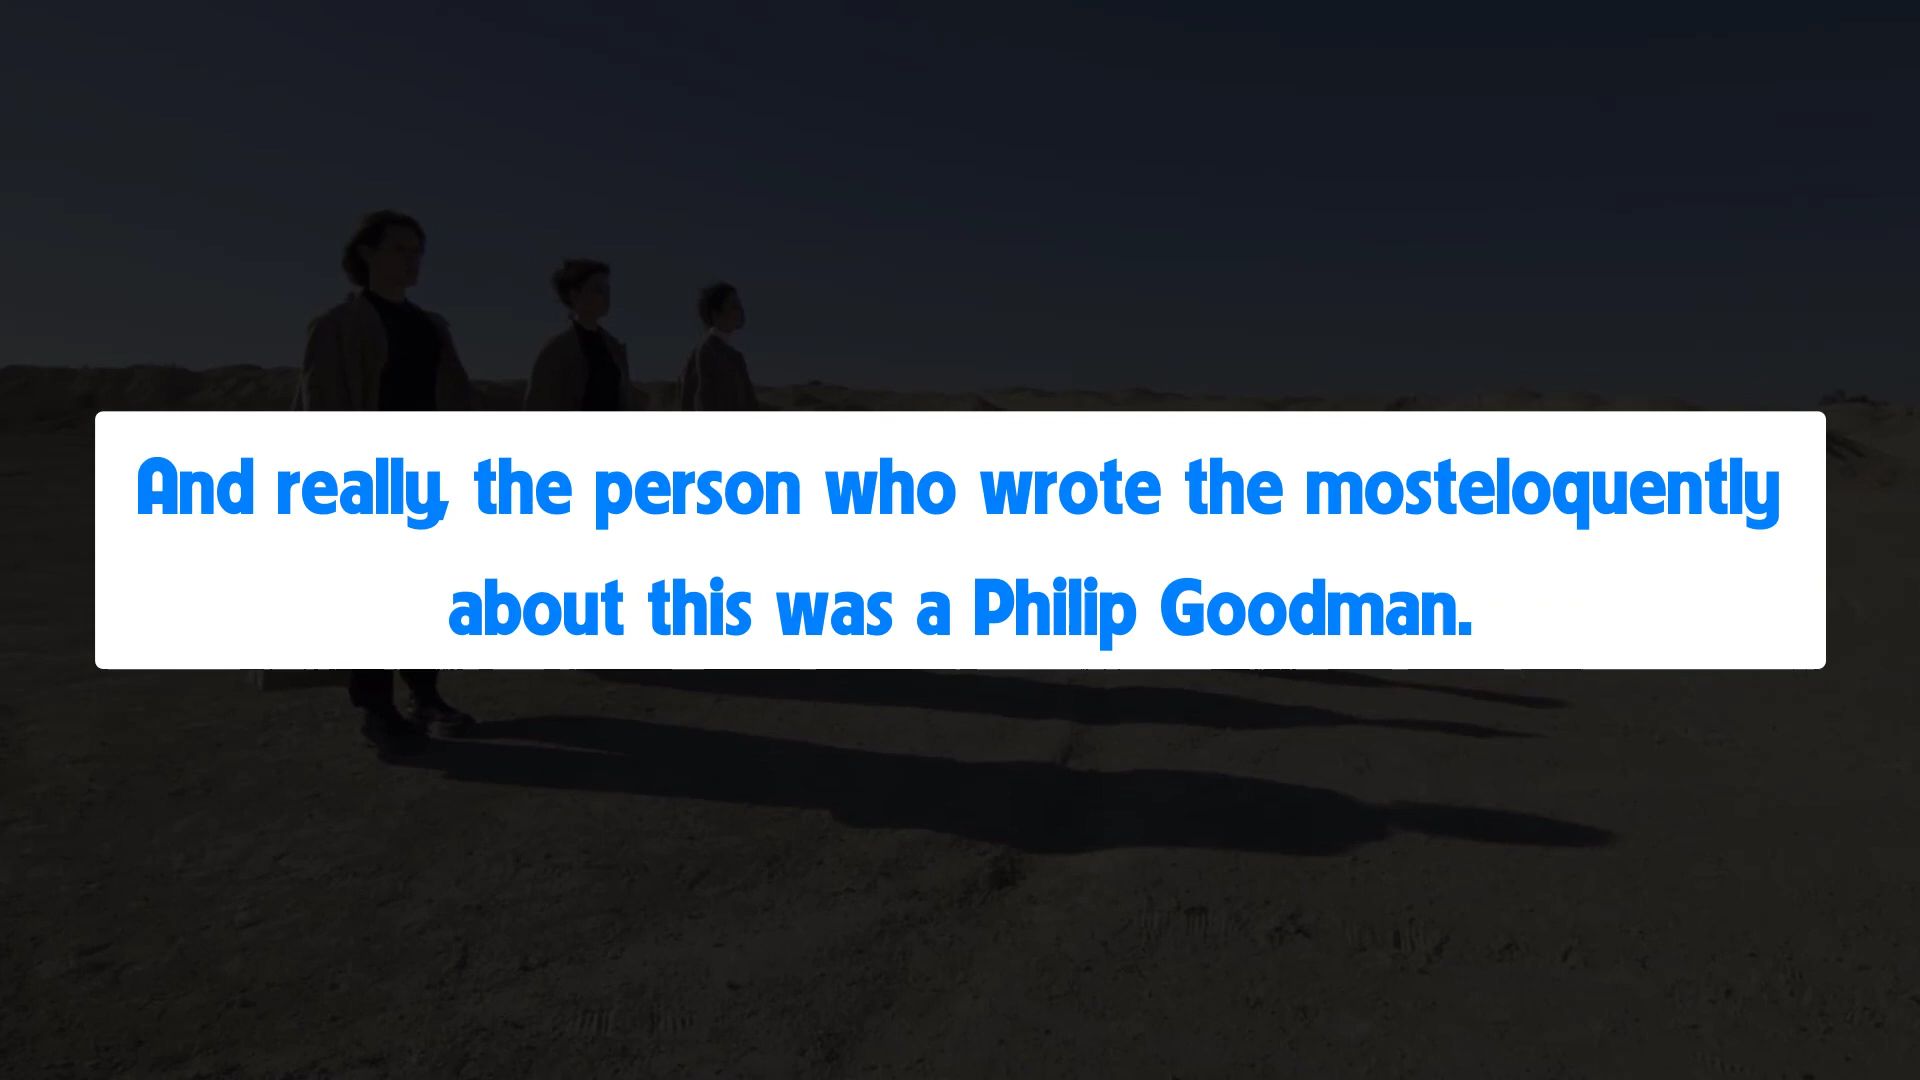 And really, the person who wrote the mosteloquently
about this was a Philip Goodman.